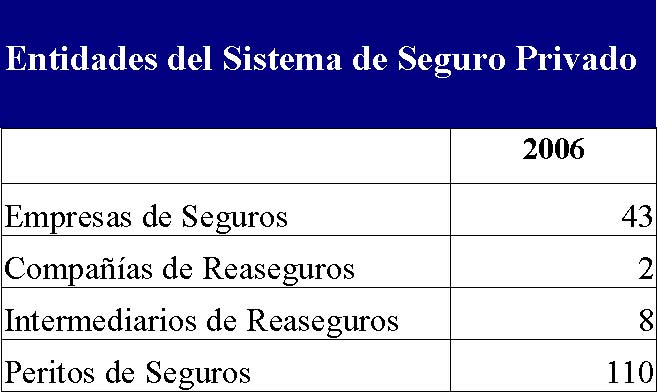 Entidades del Sistema de Seguro Privado
2006
Empresas de Seguros 43
Compañías de Reaseguros 2
Intermediarios de Reaseguros 8
Peritos de Seguros 110